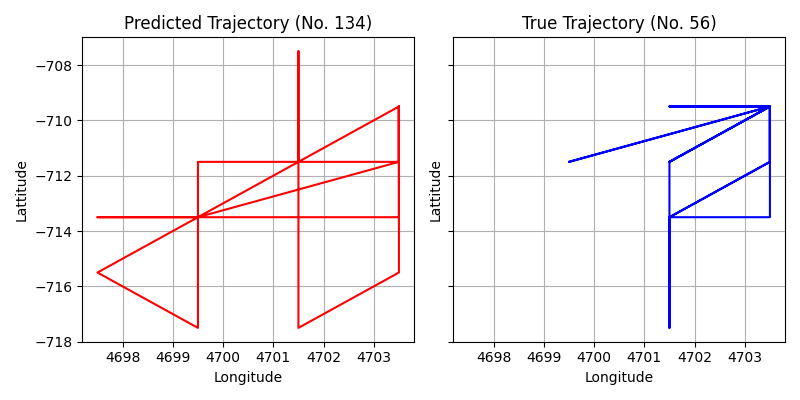 Predicted Trajectory (No. 134)
True Trajectory (No. 56)
Lattitude
−708
−710
−712
−714
−716
−718
4698 4699 4700 4701 4702 4703
Longitude
Lattitude
4698 4699 4700 4701 4702 4703
Longitude